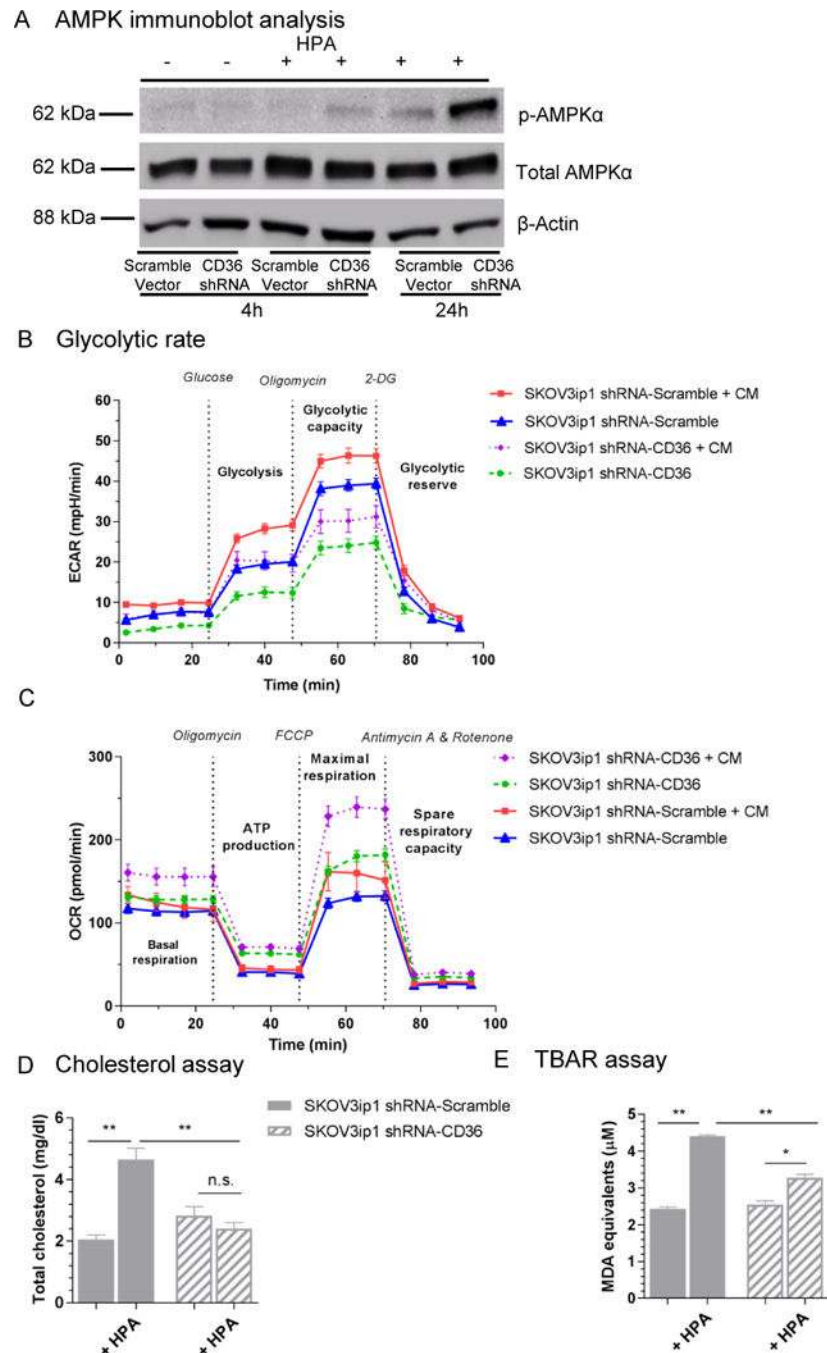 A AMPK immunoblot analysis
HPA
- - + + + +
62 kDa
p-AMPKα
62 kDa
Total AMPKα
88 kDa
β-Actin
Scramble CD36 Scramble CD36 Scramble CD36
Vector shRNA Vector shRNA Vector shRNA
4h 24h
B Glycolytic rate
Glucose Oligomycin 2-DG
Glycolytic
capacity
Glycolysis
Glycolytic
reserve
SKOV3ip1 shRNA-Scramble + CM
SKOV3ip1 shRNA-Scramble
SKOV3ip1 shRNA-CD36 + CM
SKOV3ip1 shRNA-CD36
ECAR (mpH/min)
60
50
40
30
20
10
0
0 20 40 60 80 100
Time (min)
C
Oligomycin FCCP Antimycin A & Rotenone
Maximal
respiration
ATP
production
Spare
respiratory
capacity
Basal
respiration
SKOV3ip1 shRNA-CD36 + CM
SKOV3ip1 shRNA-CD36
SKOV3ip1 shRNA-Scramble + CM
SKOV3ip1 shRNA-Scramble
OCR (pmol/min)
300
200
100
0
0 20 40 60 80 100
Time (min)
D Cholesterol assay
SKOV3ip1 shRNA-Scramble
SKOV3ip1 shRNA-CD36
Total cholesterol (mg/dl)
6
4
2
0
** **
n.s.
+ HPA + HPA
E TBAR assay
MDA equivalents (μM)
5
4
3
2
1
0
** **
*
+ HPA + HPA